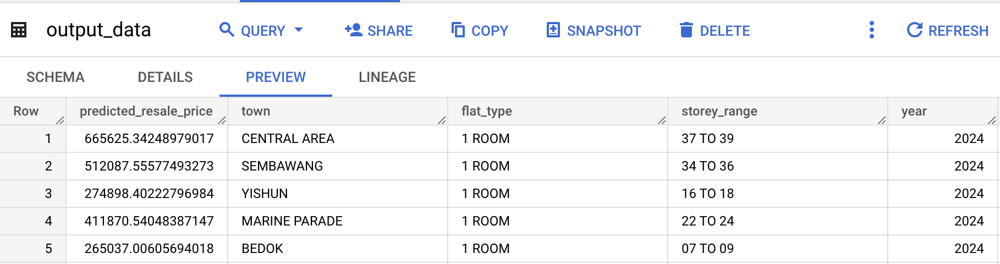 output_data QUERY SHARE COPY SNAPSHOT DELETE REFRESH
SCHEMA DETAILS PREVIEW LINEAGE
Row predicted_resale_price town flat_type storey_range year
1 665625.34248979017 CENTRAL AREA 1 ROOM 37 TO 39 2024
2 512087.55577493273 SEMBAWANG 1 ROOM 34 TO 36 2024
3 274898.40222796984 YISHUN 1 ROOM 16 TO 18 2024
4 411870.54048387147 MARINE PARADE 1 ROOM 22 TO 24 2024
5 265037.00605694018 BEDOK 1 ROOM 07 TO 09 2024